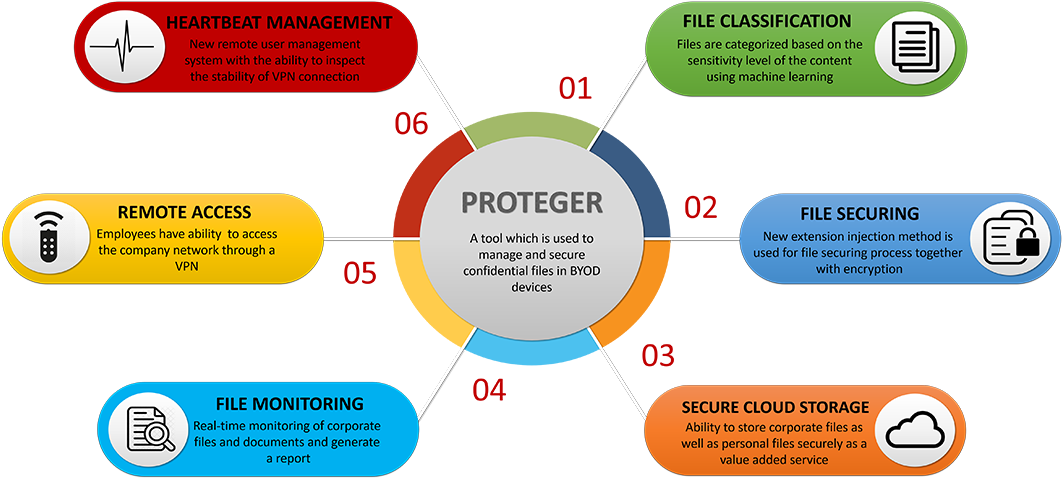 PROTEGER
A tool which is used to
manage and secure
confidential files in BYOD
devices
01
FILE CLASSIFICATION
Files are categorized based on the
sensitivity level of the content
using machine learning
02
FILE SECURING
New extension injection method is
used for file securing process together
with encryption
03
SECURE CLOUD STORAGE
Ability to store corporate files as
well as personal files securely as a
value added service
04
FILE MONITORING
Real-time monitoring of corporate
files and documents and generate
a report
05
REMOTE ACCESS
Employees have ability to access
the company network through a
VPN
06
HEARTBEAT MANAGEMENT
New remote user management
system with the ability to inspect
the stability of VPN connection